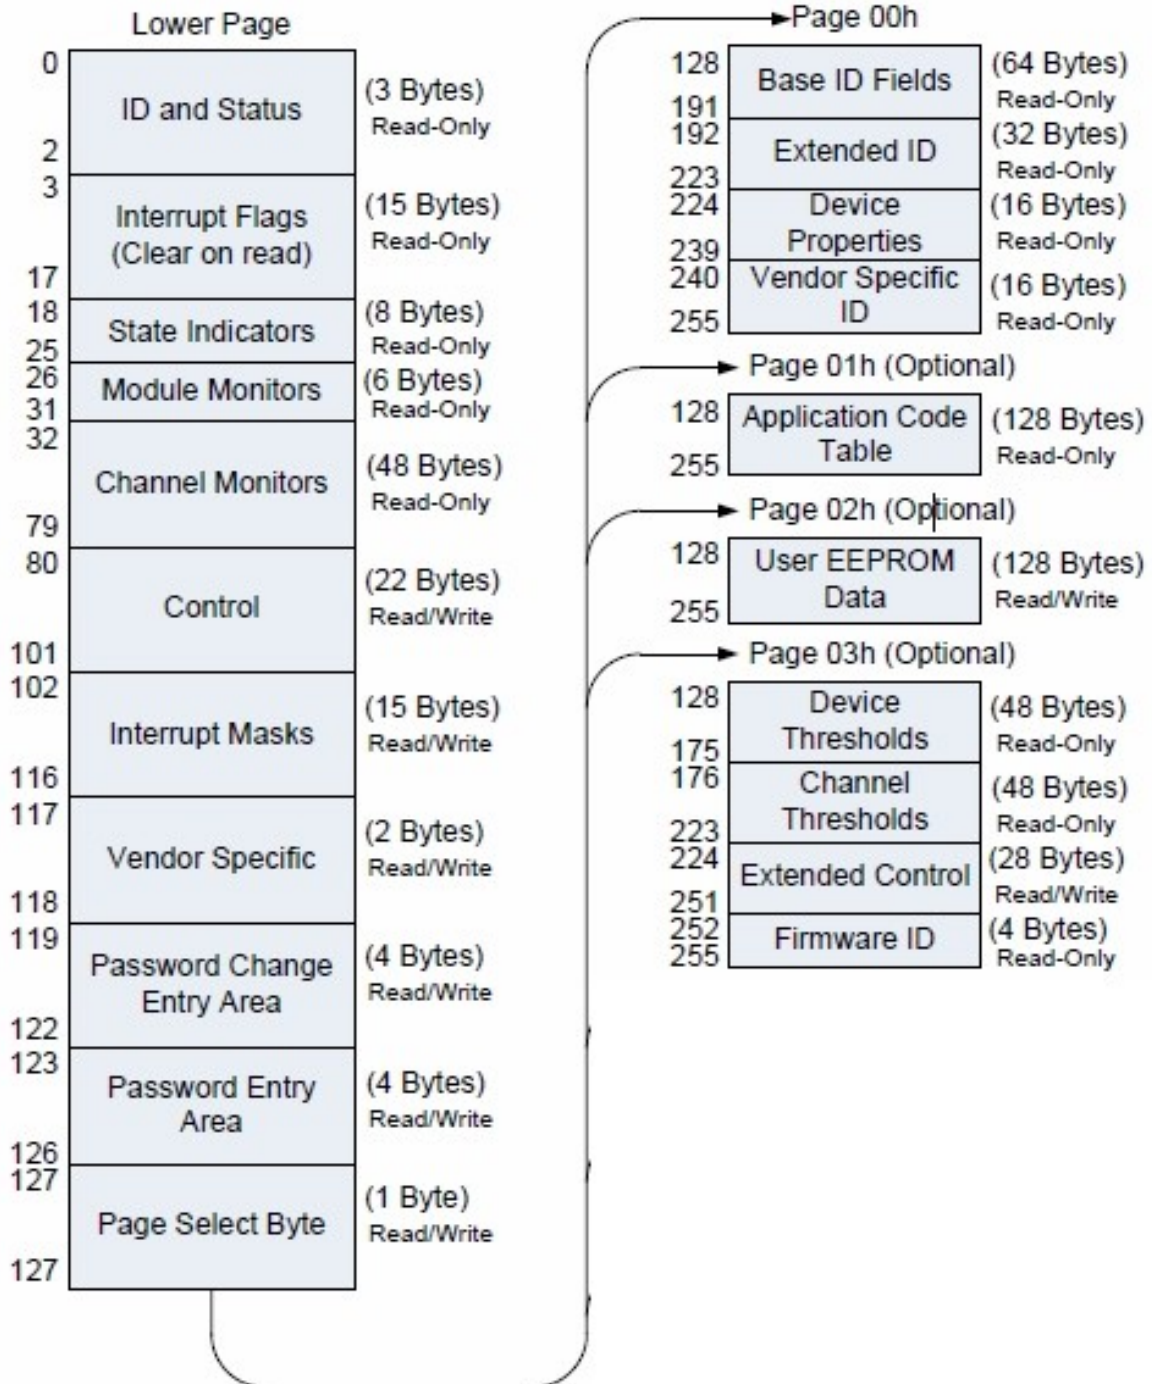 Lower Page
0
ID and Status
(3 Bytes)
Read-Only
2
3
Interrupt Flags
(Clear on read)
(15 Bytes)
Read-Only
17
18
State Indicators
(8 Bytes)
Read-Only
25
26
Module Monitors
(6 Bytes)
Read-Only
31
32
Channel Monitors
(48 Bytes)
Read-Only
79
80
Control
(22 Bytes)
Read/Write
101
102
Interrupt Masks
(15 Bytes)
Read/Write
116
117
Vendor Specific
(2 Bytes)
Read/Write
118
119
Password Change
Entry Area
(4 Bytes)
Read/Write
122
123
Password Entry
Area
(4 Bytes)
Read/Write
126
127
Page Select Byte
(1 Byte)
Read/Write
127
Page 00h
128
Base ID Fields
(64 Bytes)
Read-Only
191
192
Extended ID
(32 Bytes)
Read-Only
223
224
Device
Properties
(16 Bytes)
Read-Only
239
240
Vendor Specific
ID
(16 Bytes)
Read-Only
255
Page 01h (Optional)
128
Application Code
Table
(128 Bytes)
Read-Only
255
Page 02h (Optional)
128
User EEPROM
Data
(128 Bytes)
Read/Write
255
Page 03h (Optional)
128
Device
Thresholds
(48 Bytes)
Read-Only
175
176
Channel
Thresholds
(48 Bytes)
Read-Only
223
224
Extended Control
(28 Bytes)
Read/Write
251
252
Firmware ID
(4 Bytes)
Read-Only
255